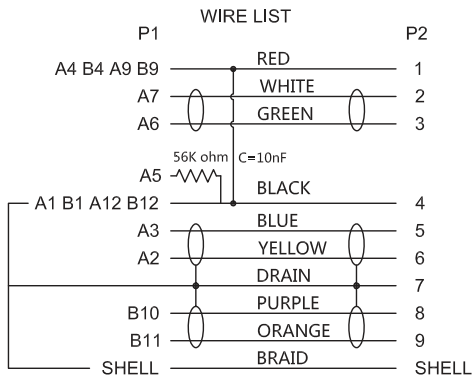 WIRE LIST
P1 P2
A4 B4 A9 B9 RED 1
A7 WHITE 2
A6 GREEN 3
56K ohm C=10nF
A5
A1 B1 A12 B12 BLACK 4
A3 BLUE 5
A2 YELLOW 6
DRAIN 7
B10 PURPLE 8
B11 ORANGE 9
SHELL BRAID SHELL